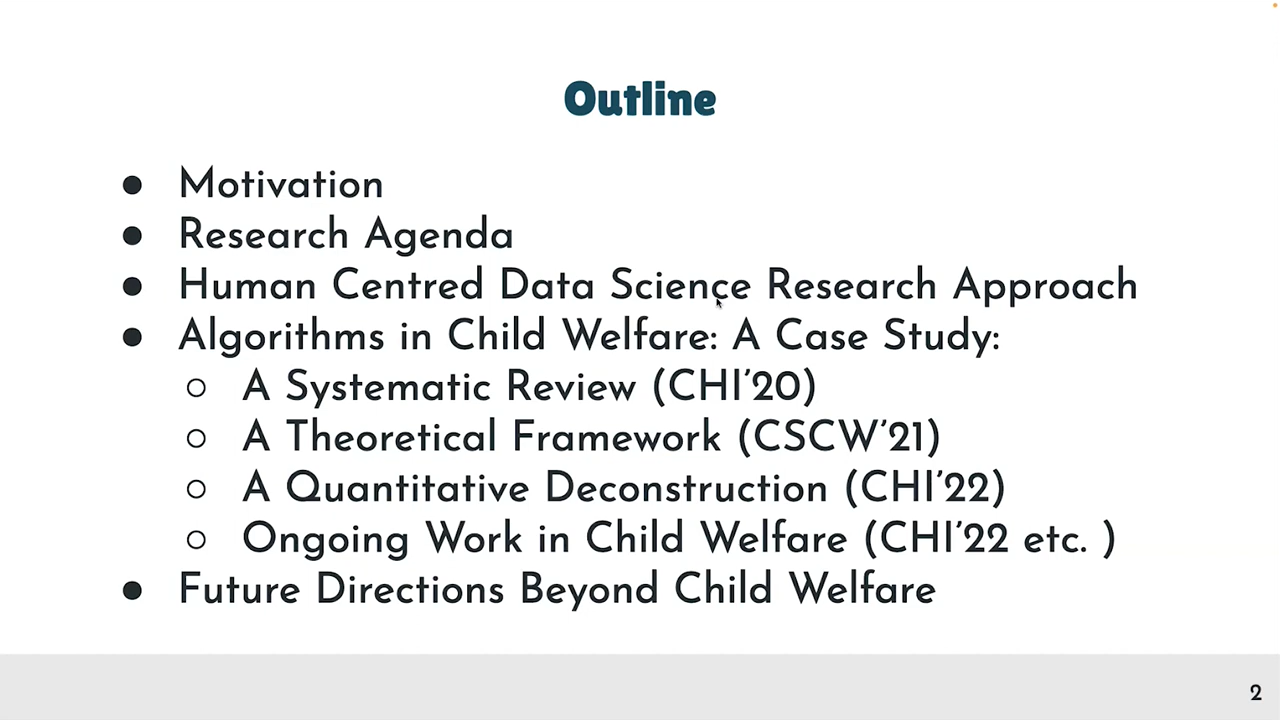 Outline
● Motivation
● Research Agenda
● Human Centred Data Science Research Approach
● Algorithms in Child Welfare: A Case Study:
○ A Systematic Review (CHI’20)
○ A Theoretical Framework (CSCW’21)
○ A Quantitative Deconstruction (CHI’22)
○ Ongoing Work in Child Welfare (CHI’22 etc. )
● Future Directions Beyond Child Welfare
2